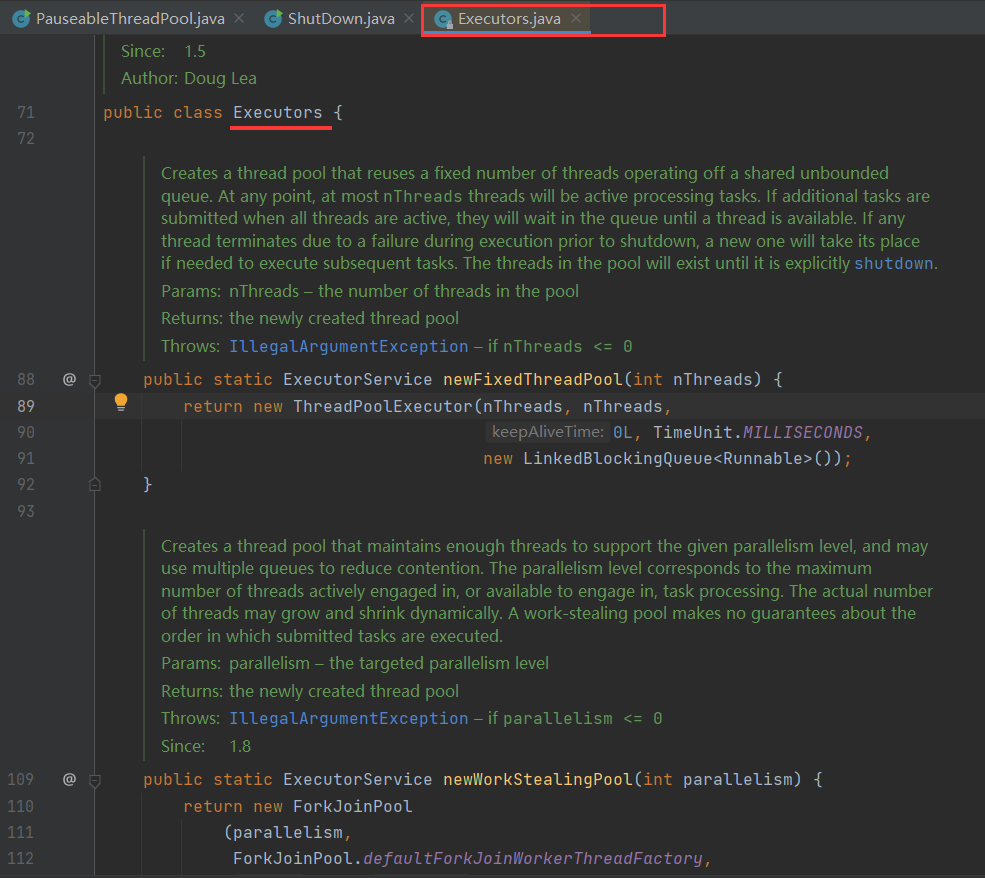 PauseableThreadPool.java ShutDown.java Executors.java
Since: 1.5
Author: Doug Lea
71 public class Executors {
72
Creates a thread pool that reuses a fixed number of threads operating off a shared unbounded
queue. At any point, at most nThreads threads will be active processing tasks. If additional tasks are
submitted when all threads are active, they will wait in the queue until a thread is available. If any
thread terminates due to a failure during execution prior to shutdown, a new one will take its place
if needed to execute subsequent tasks. The threads in the pool will exist until it is explicitly shutdown.
Params: nThreads – the number of threads in the pool
Returns: the newly created thread pool
Throws: IllegalArgumentException – if nThreads <= 0
88 @ public static ExecutorService newFixedThreadPool(int nThreads) {
89 return new ThreadPoolExecutor(nThreads, nThreads,
90 keepAliveTime: 0L, TimeUnit.MILLISECONDS,
91 new LinkedBlockingQueue<Runnable>());
92 }
93
Creates a thread pool that maintains enough threads to support the given parallelism level, and may
use multiple queues to reduce contention. The parallelism level corresponds to the maximum
number of threads actively engaged in, or available to engage in, task processing. The actual number
of threads may grow and shrink dynamically. A work-stealing pool makes no guarantees about the
order in which submitted tasks are executed.
Params: parallelism – the targeted parallelism level
Returns: the newly created thread pool
Throws: IllegalArgumentException – if parallelism <= 0
Since: 1.8
109 @ public static ExecutorService newWorkStealingPool(int parallelism) {
110 return new ForkJoinPool
111 (parallelism,
112 ForkJoinPool.defaultForkJoinWorkerThreadFactory,